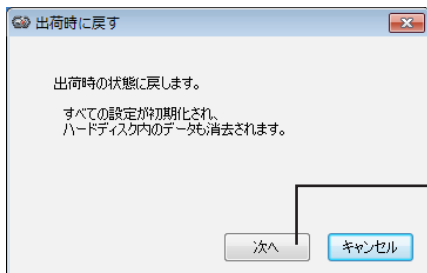 出荷時に戻す
出荷時の状態に戻します。
すべての設定が初期化され、
ハードディスク内のデータも消去されます。
次へ
キャンセル